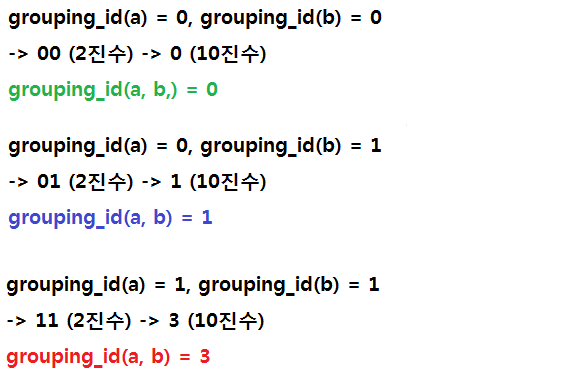 grouping_id(a) = 0, grouping_id(b) = 0
-> 00 (2진수) -> 0 (10진수)
grouping_id(a, b,) = 0
grouping_id(a) = 0, grouping_id(b) = 1
-> 01 (2진수) -> 1 (10진수)
grouping_id(a, b) = 1
grouping_id(a) = 1, grouping_id(b) = 1
-> 11 (2진수) -> 3 (10진수)
grouping_id(a, b) = 3